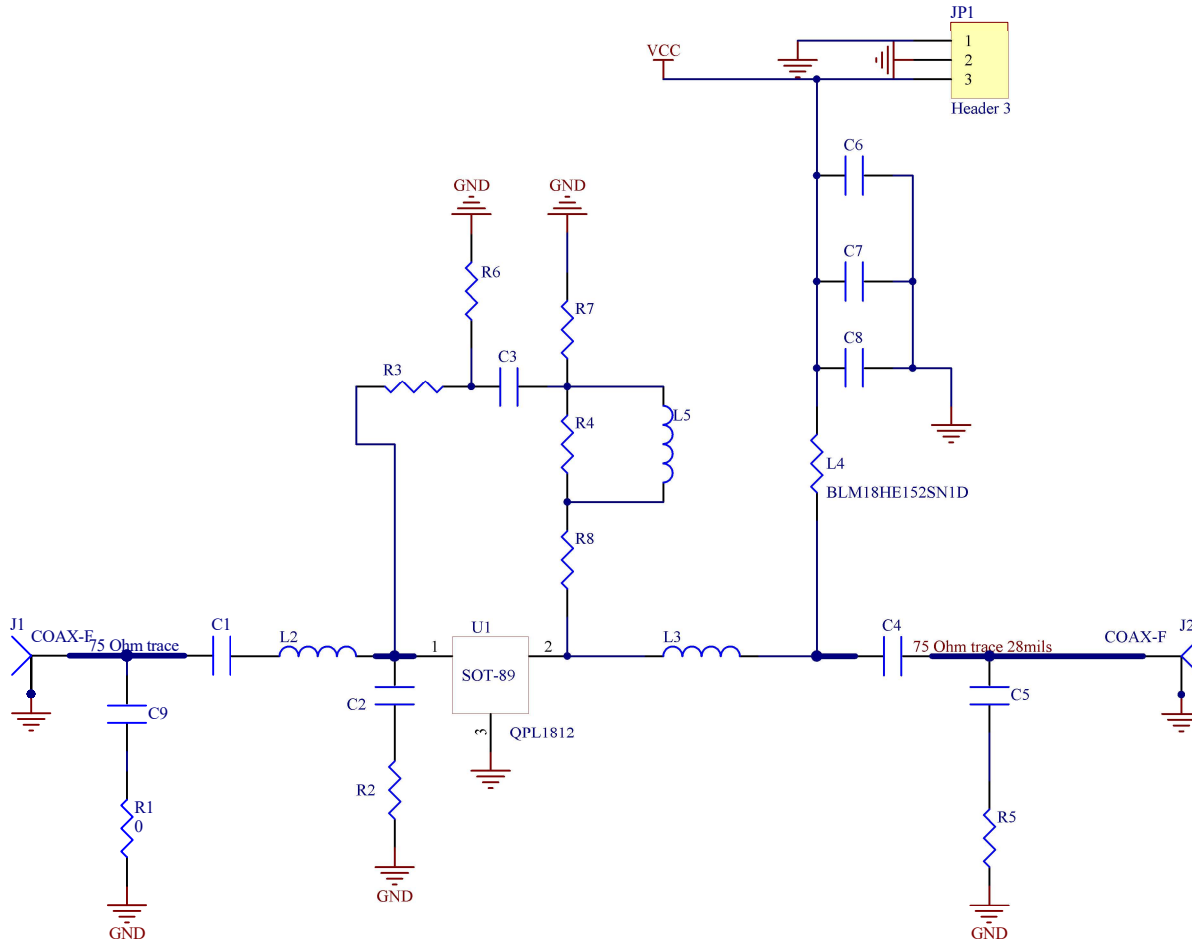 JP1
VCC
1
2
3
Header 3
C6
GND
GND
C7
R6
R7
C8
C3
R3
R4
L5
L4
BLM18HE152SN1D
R8
J1
COAX-F
75 Ohm trace
C1
L2
1
U1
SOT-89
2
3
QPL1812
L3
C4
75 Ohm trace 28mils
COAX-F
J2
C9
C2
C5
R1
0
R2
R5
GND
GND
GND